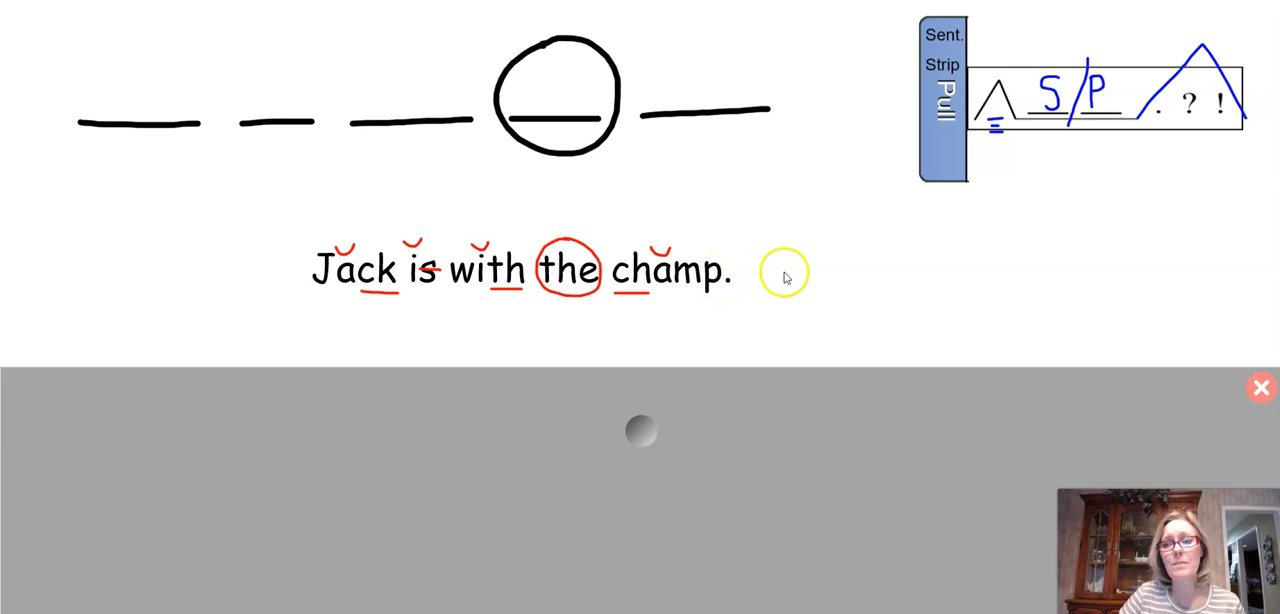 Sent.
Strip
Pull
S/P
. ? !
Jack is with the champ.